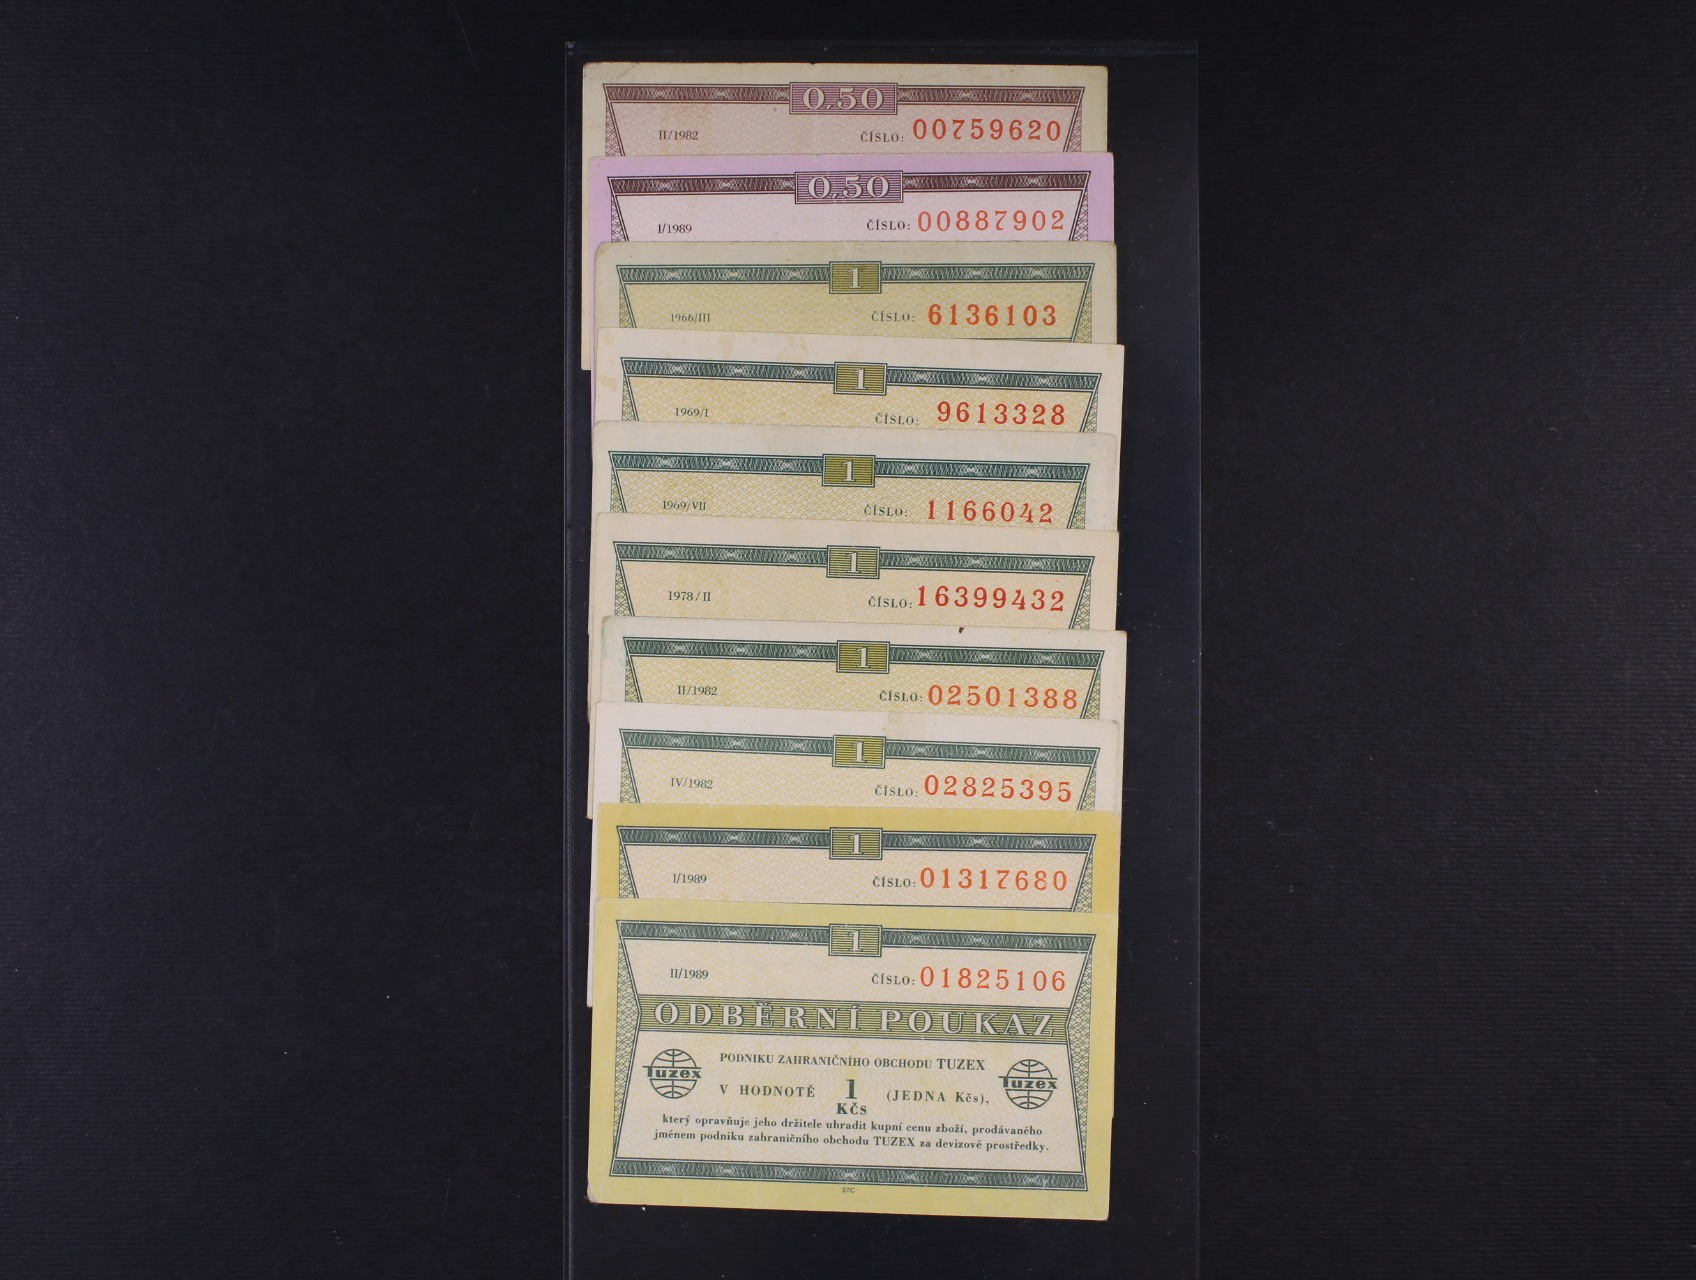 0,50
II/1982 ČÍSLO: 00759620
0,50
I/1989 ČÍSLO: 00887902
1
1966/III ČÍSLO: 6136103
1
1969/I ČÍSLO: 9613328
1
1969/VII ČÍSLO: 1166042
1
1978/II ČÍSLO: 16399432
1
II/1982 ČÍSLO: 02501388
1
IV/1982 ČÍSLO: 02825395
1
I/1989 ČÍSLO: 01317680
1
II/1989 ČÍSLO: 01825106
ODBĚRNÍ POUKAZ
PODNIKU ZAHRANIČNÍHO OBCHODU TUZEX
Tuzex Tuzex
V HODNOTĚ 1 (JEDNA Kčs),
KČS
který opravňuje jeho držitele uhradit kupní cenu zboží, prodávaného
jménem podniku zahraničního obchodu TUZEX za devizové prostředky.
STC